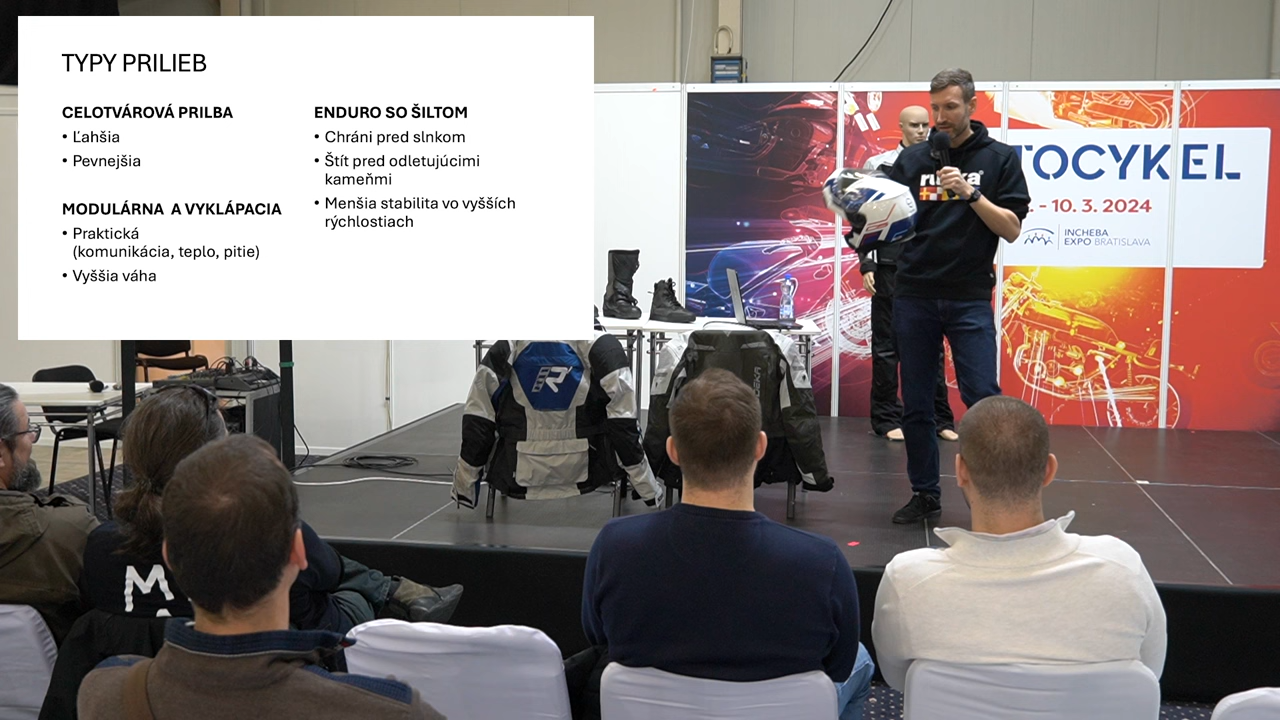 TYPY PRILIEB
CELOTVÁROVÁ PRILBA
• Ľahšia
• Pevnejšia
MODULÁRNA A VYKLÁPACIA
• Praktická
(komunikácia, teplo, pitie)
• Vyššia váha
ENDURO SO ŠILTOM
• Chráni pred slnkom
• Štít pred odletujúcimi
kameňmi
• Menšia stabilita vo vyšších
rýchlostiach
TOCYKEL
. - 10. 3. 2024
INCHEBA
EXPO BRATISLAVA
M